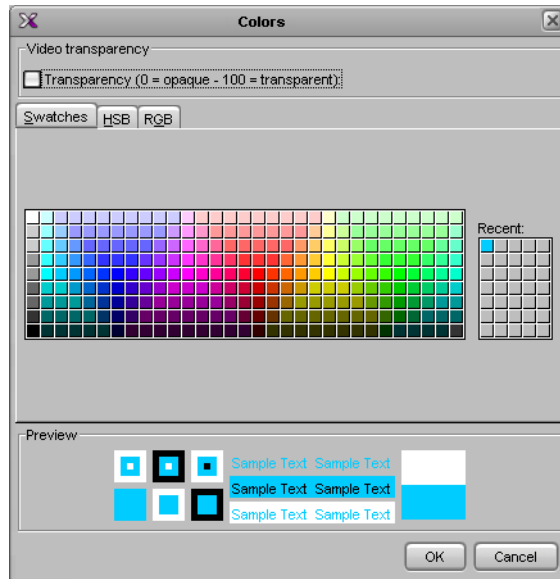 Colors
Video transparency
Transparency (0 = opaque - 100 = transparent):
Swatches HSB RGB
Recent:
Preview
Sample Text Sample Text
Sample Text Sample Text
Sample Text Sample Text
OK Cancel